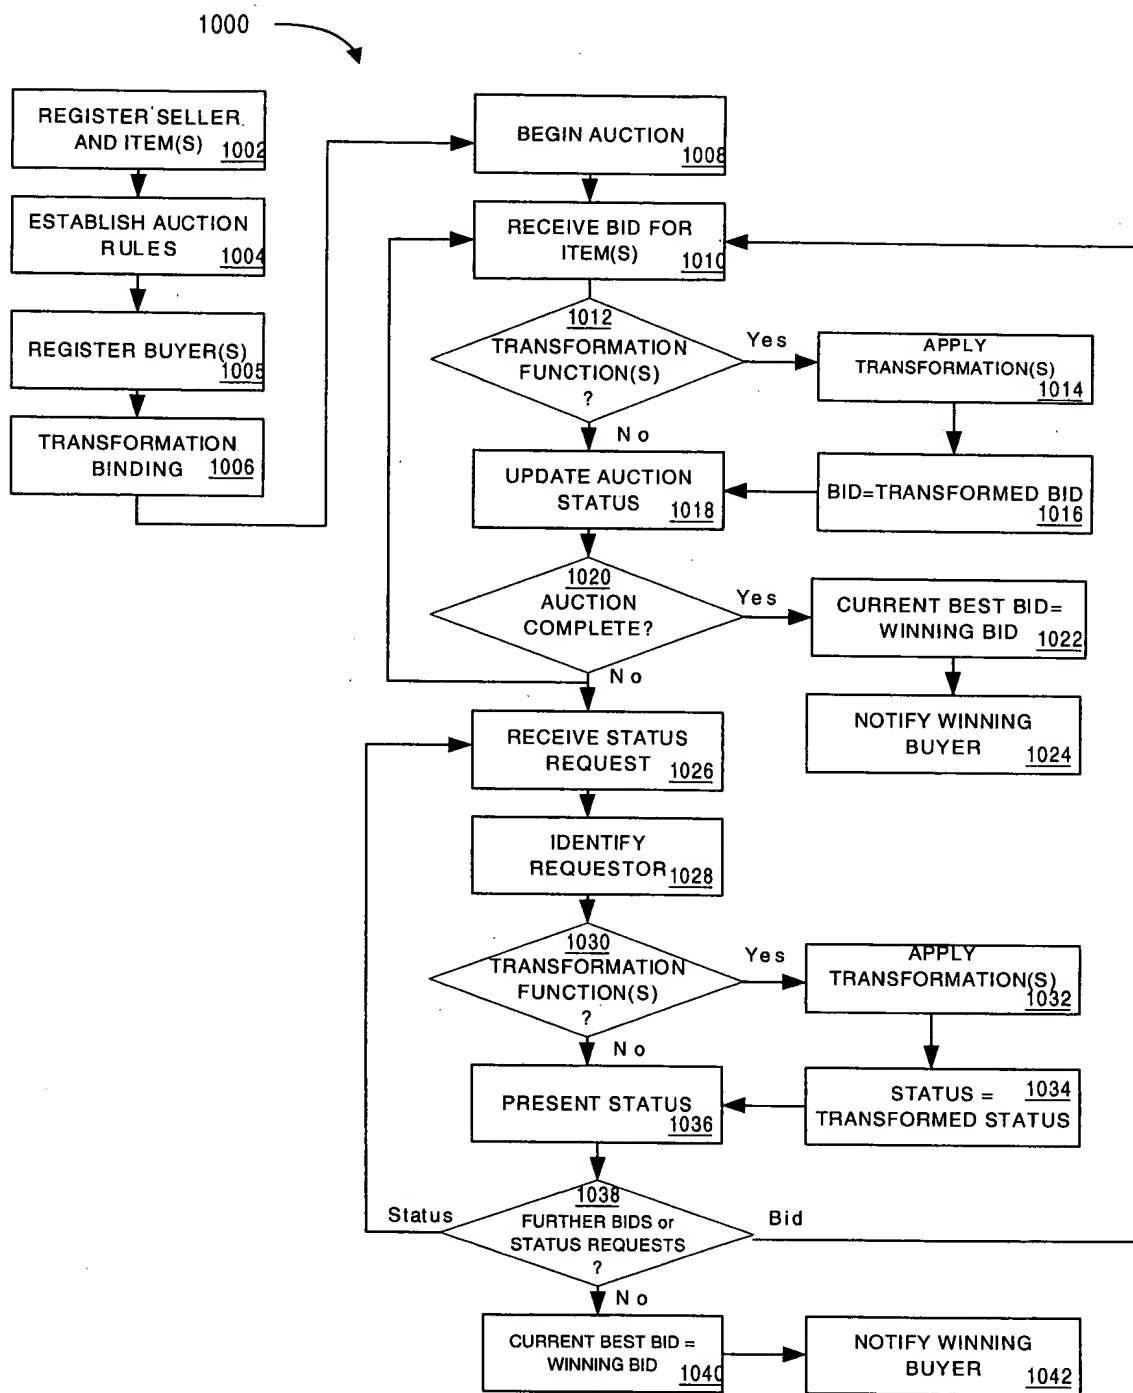 1000
REGISTER SELLER
AND ITEM(S)
1002
ESTABLISH AUCTION
RULES
1004
REGISTER BUYER(S)
1005
TRANSFORMATION
BINDING
1006
BEGIN AUCTION
1008
RECEIVE BID FOR
ITEM(S)
1010
1012
TRANSFORMATION
FUNCTION(S)
?
Yes
APPLY
TRANSFORMATION(S)
1014
No
UPDATE AUCTION
STATUS
1018
BID=TRANSFORMED BID
1016
1020
AUCTION
COMPLETE?
Yes
CURRENT BEST BID=
WINNING BID
1022
No
NOTIFY WINNING
BUYER
1024
RECEIVE STATUS
REQUEST
1026
IDENTIFY
REQUESTOR
1028
1030
TRANSFORMATION
FUNCTION(S)
?
Yes
APPLY
TRANSFORMATION(S)
1032
No
PRESENT STATUS
1036
1034
STATUS =
TRANSFORMED STATUS
1038
FURTHER BIDS or
STATUS REQUESTS
?
Status
Bid
No
CURRENT BEST BID =
WINNING BID
1040
NOTIFY WINNING
BUYER
1042